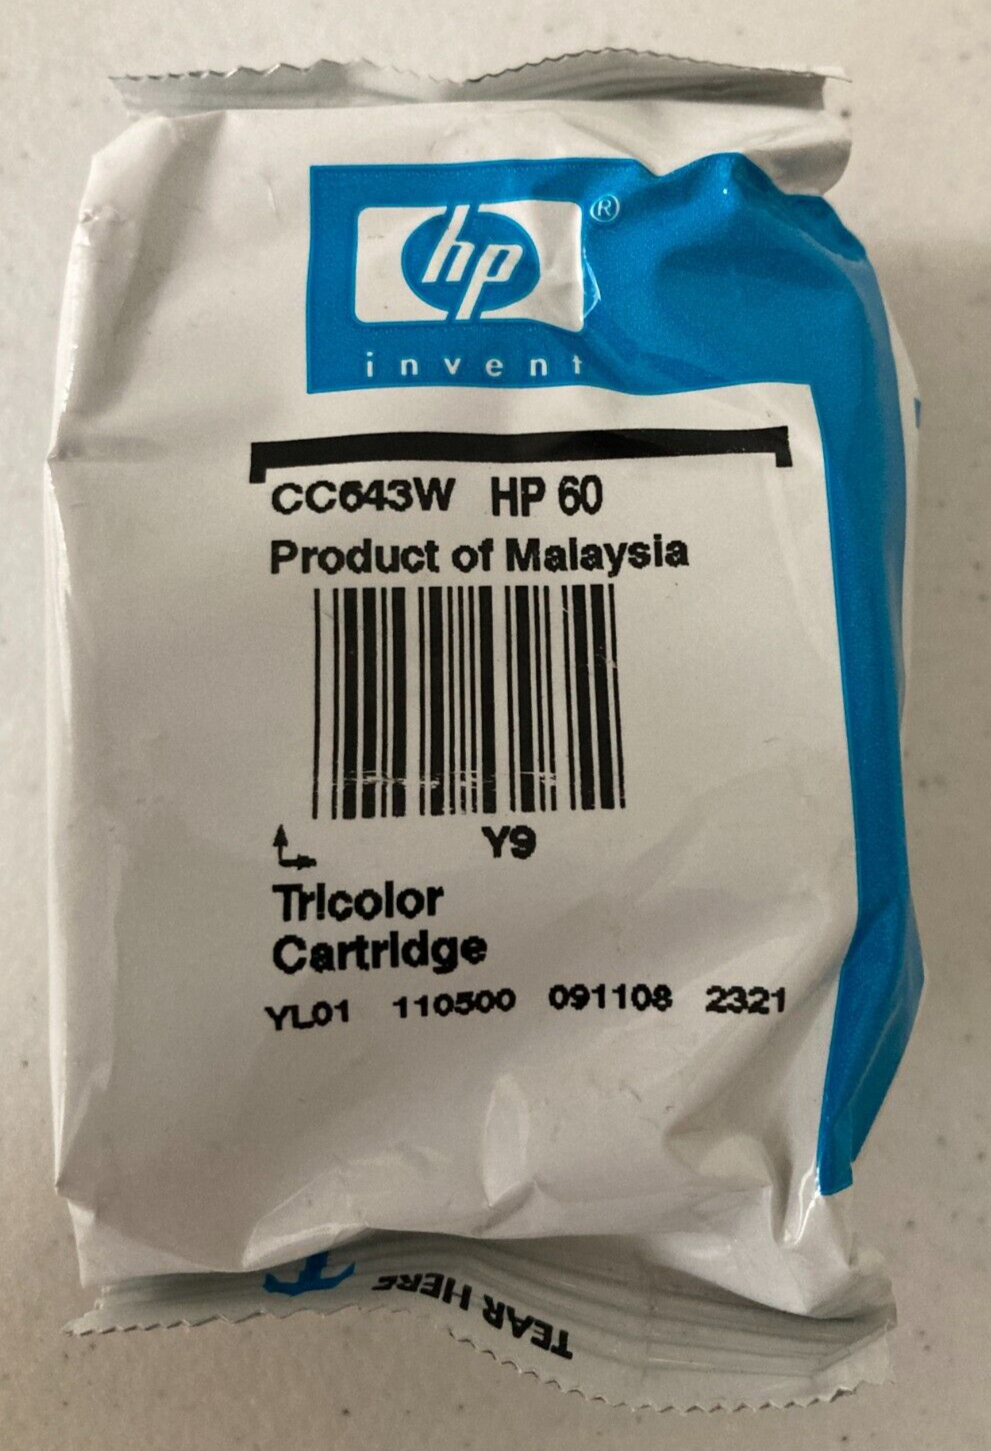 hp®
invent
CC643W HP 60
Product of Malaysia
Y9
Tricolor
Cartridge
YL01 110500 091108 2321
TEAR HERE